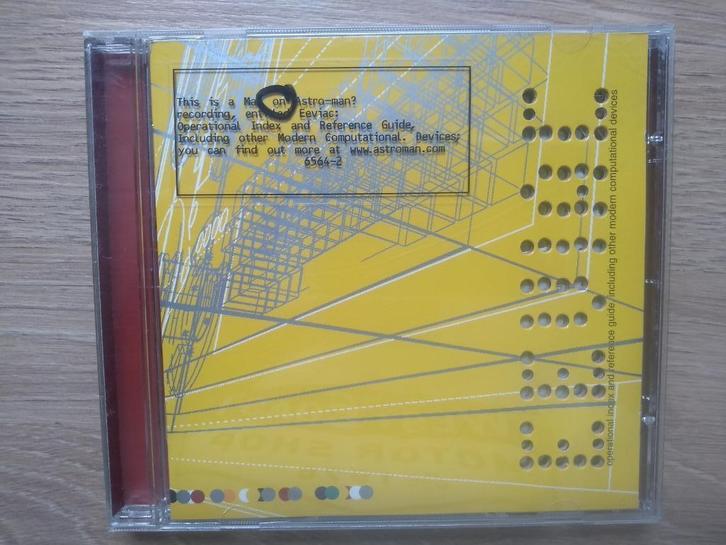 This is a Ma on Astro-man?
recording, Eeviac:
Operational Index and Reference Guide,
Including other Modern Computational. Devices;
you can find out more at www.astroman.com
6564-2
operational index and reference guide, including other modern computational devices